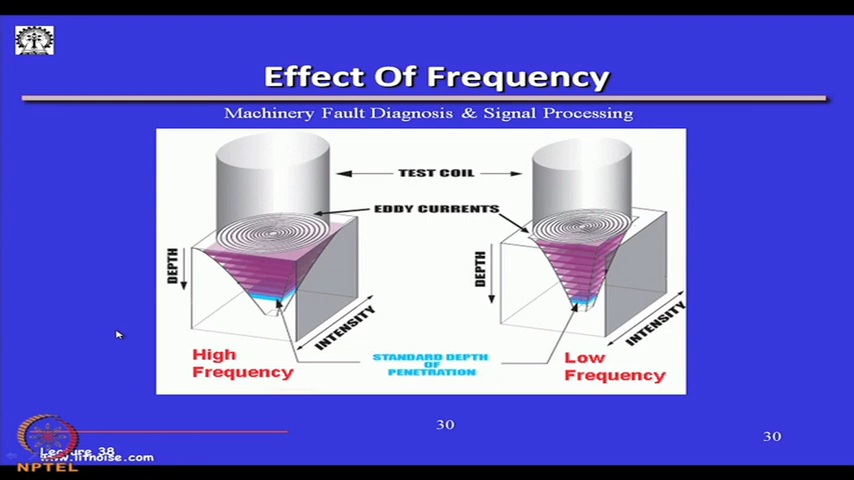 Effect Of Frequency
Machinery Fault Diagnosis & Signal Processing
TEST COIL
EDDY CURRENTS
DEPTH
DEPTH
INTENSITY
INTENSITY
High
Frequency
STANDARD DEPTH
OF
PENETRATION
Low
Frequency
30
30
Lecture 38
www.iitnoise.com
NPTEL